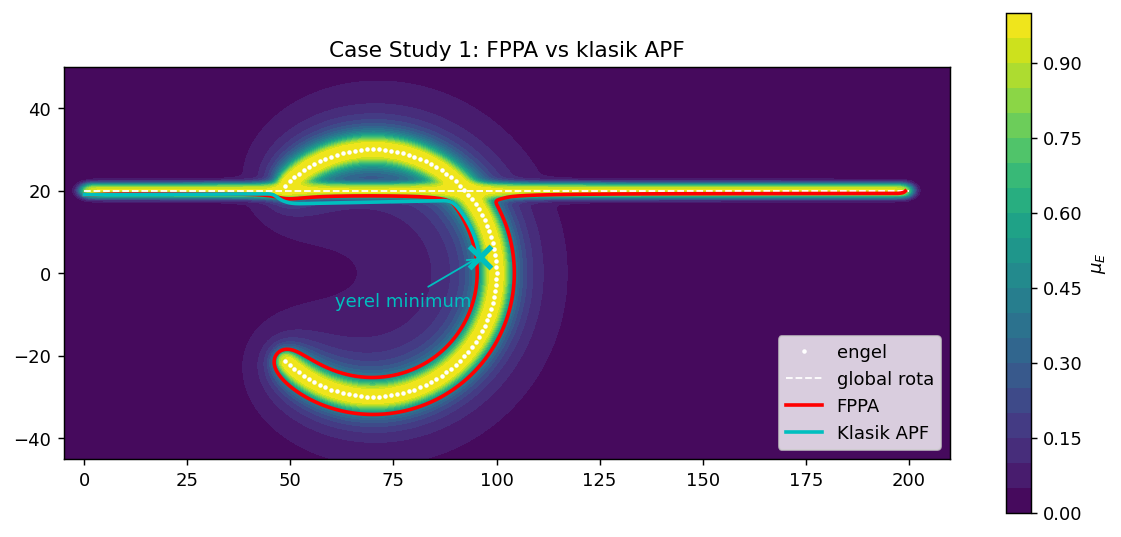 Case Study 1: FPPA vs klasik APF
40
20
0
−20
−40
0 25 50 75 100 125 150 175 200
yerel minimum
engel
global rota
FPPA
Klasik APF
0.90
0.75
0.60
0.45
0.30
0.15
0.00
μE